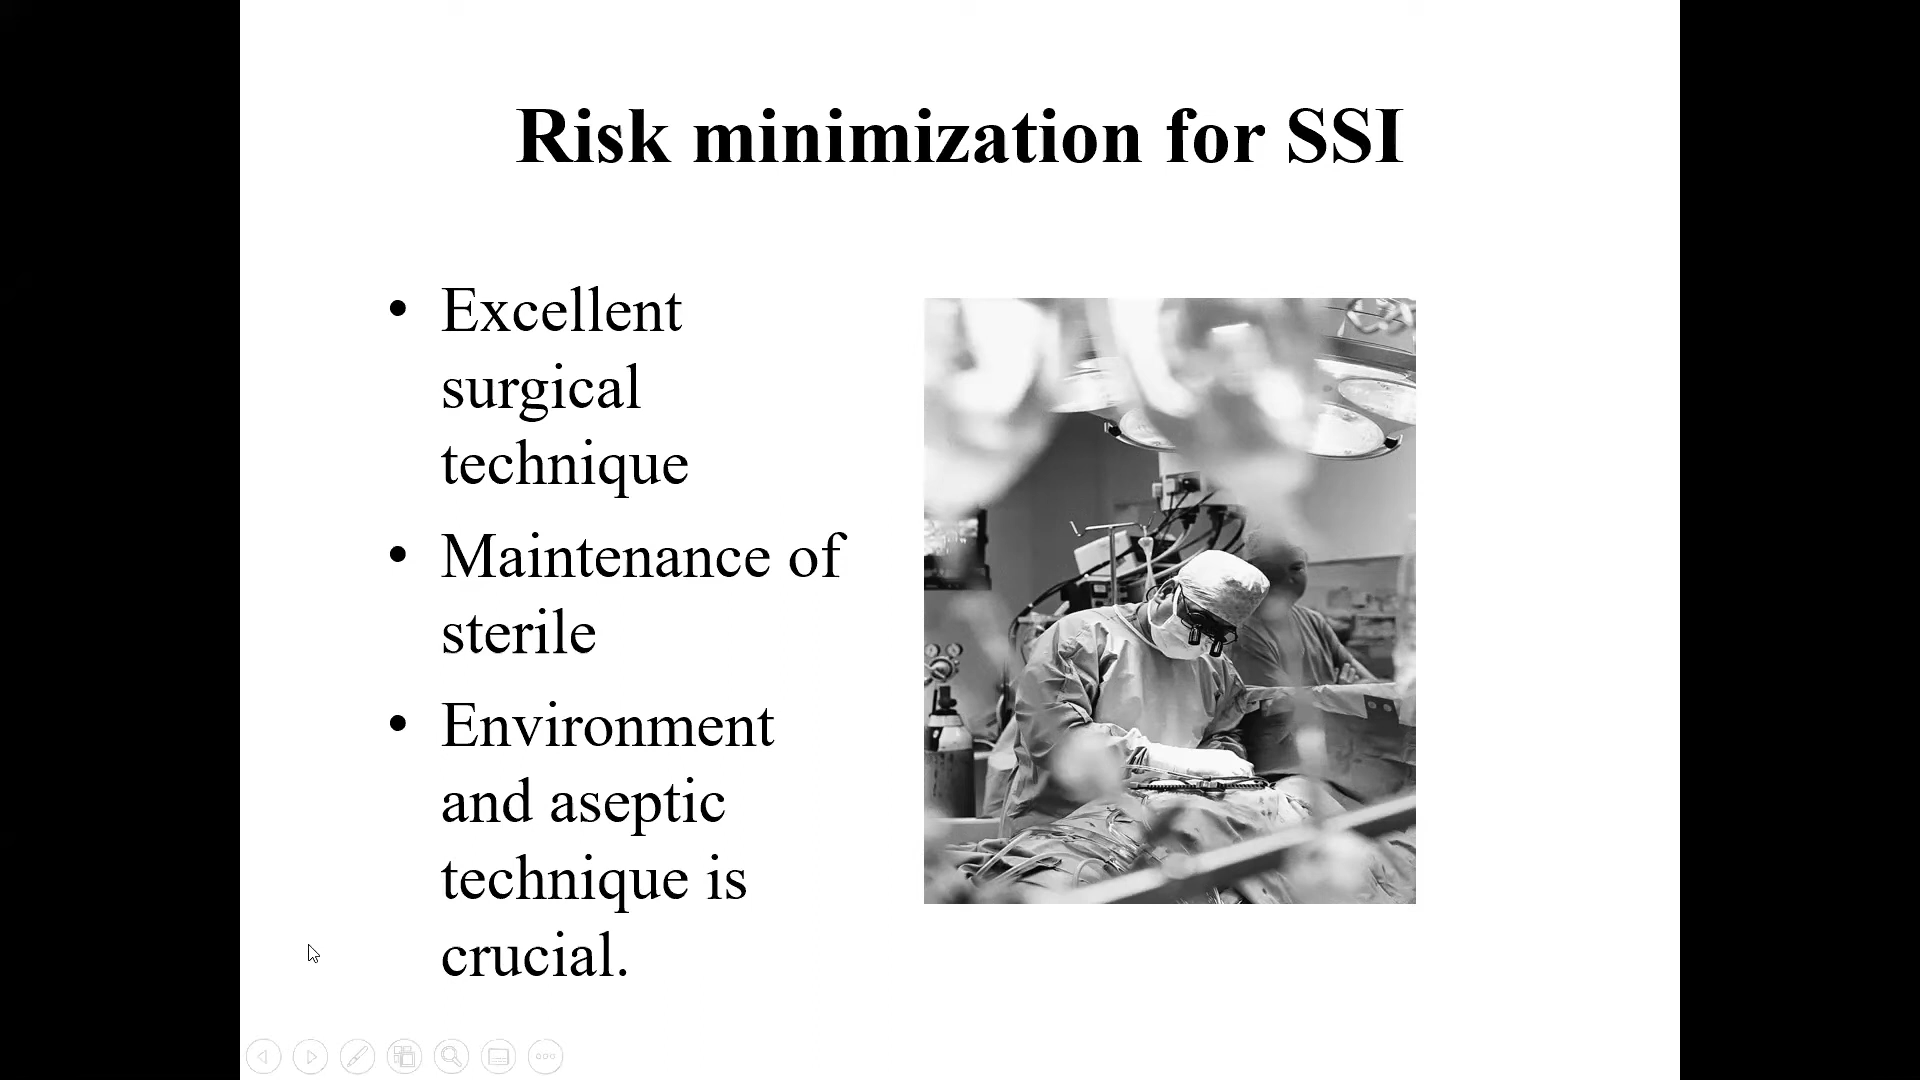 Risk minimization for SSI
• Excellent
surgical
technique
• Maintenance of
sterile
• Environment
and aseptic
technique is
crucial.